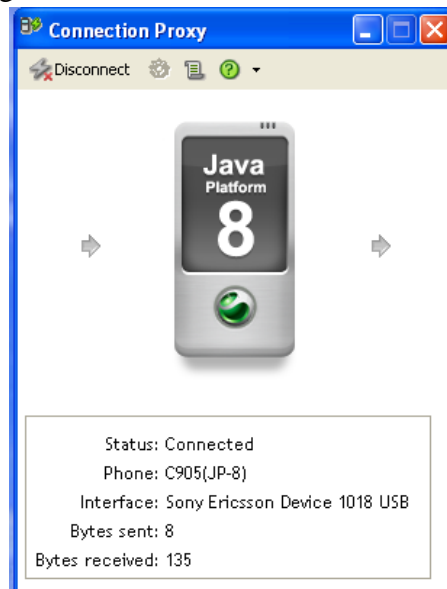 Connection Proxy
Disconnect
Java
Platform
8
Status: Connected
Phone: C905(JP-8)
Interface: Sony Ericsson Device 1018 USB
Bytes sent: 8
Bytes received: 135